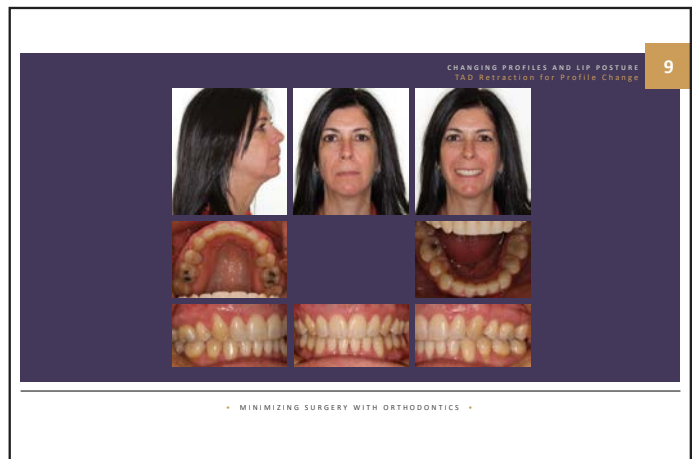 CHANGING PROFILES AND LIP POSTURE
TAD Retraction for Profile Change
9
• MINIMIZING SURGERY WITH ORTHODONTICS •